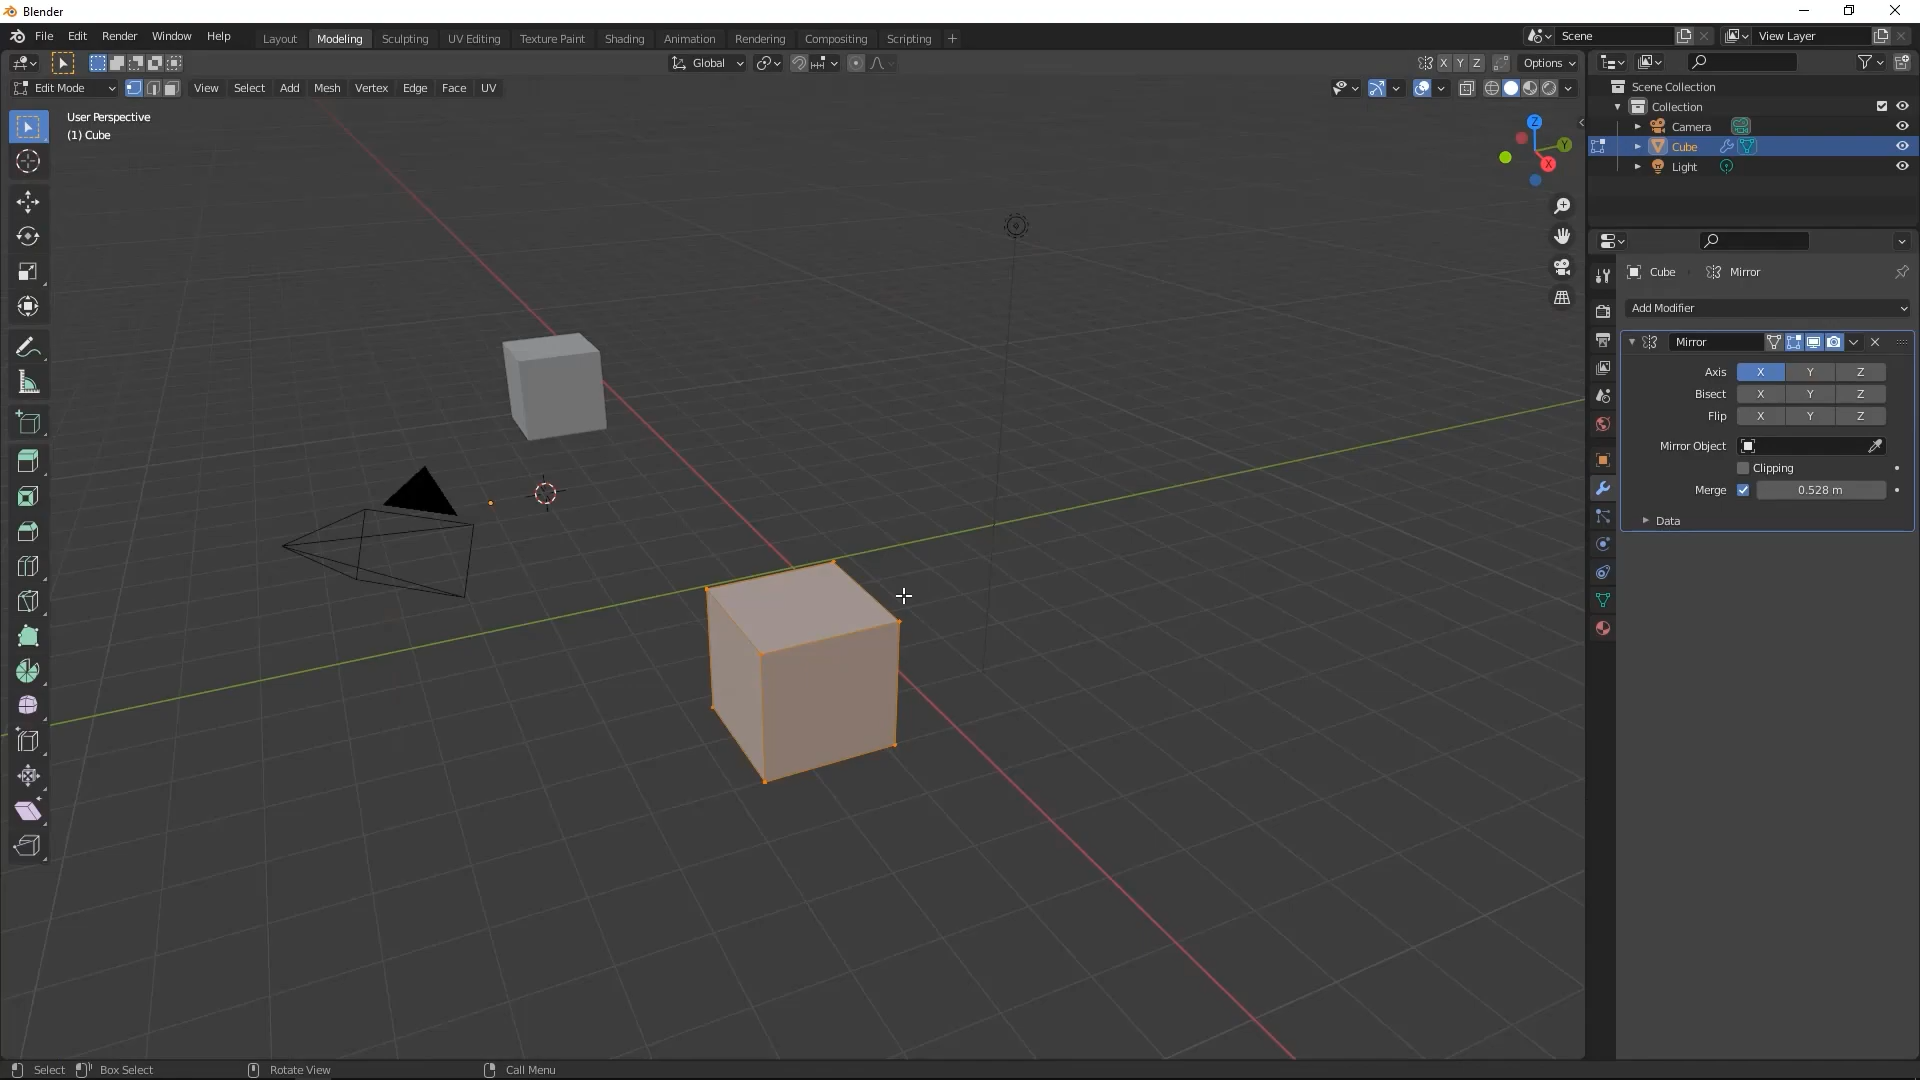 Blender
File Edit Render Window Help
Layout Modeling Sculpting UV Editing Texture Paint Shading Animation Rendering Compositing Scripting +
Scene
View Layer
Global
X Y Z
Options
Edit Mode
View Select Add Mesh Vertex Edge Face UV
User Perspective
(1) Cube
Z
Y
X
Scene Collection
Collection
Camera
Cube
Light
Cube Mirror
Add Modifier
Mirror
Axis X Y Z
Bisect X Y Z
Flip X Y Z
Mirror Object
Clipping
Merge 0.528 m
Data
Select Box Select Rotate View Call Menu